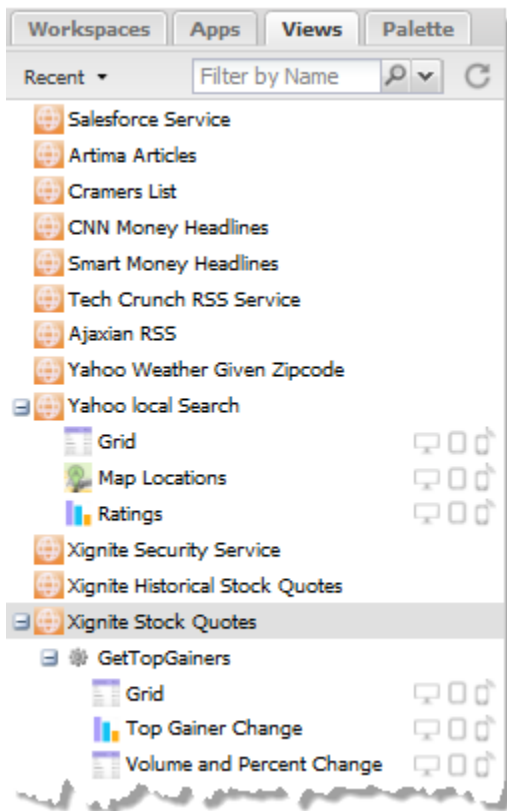 Workspaces Apps Views Palette
Recent Filter by Name
Salesforce Service
Artima Articles
Cramers List
CNN Money Headlines
Smart Money Headlines
Tech Crunch RSS Service
Ajaxian RSS
Yahoo Weather Given Zipcode
Yahoo local Search
Grid
Map Locations
Ratings
Xignite Security Service
Xignite Historical Stock Quotes
Xignite Stock Quotes
GetTopGainers
Grid
Top Gainer Change
Volume and Percent Change